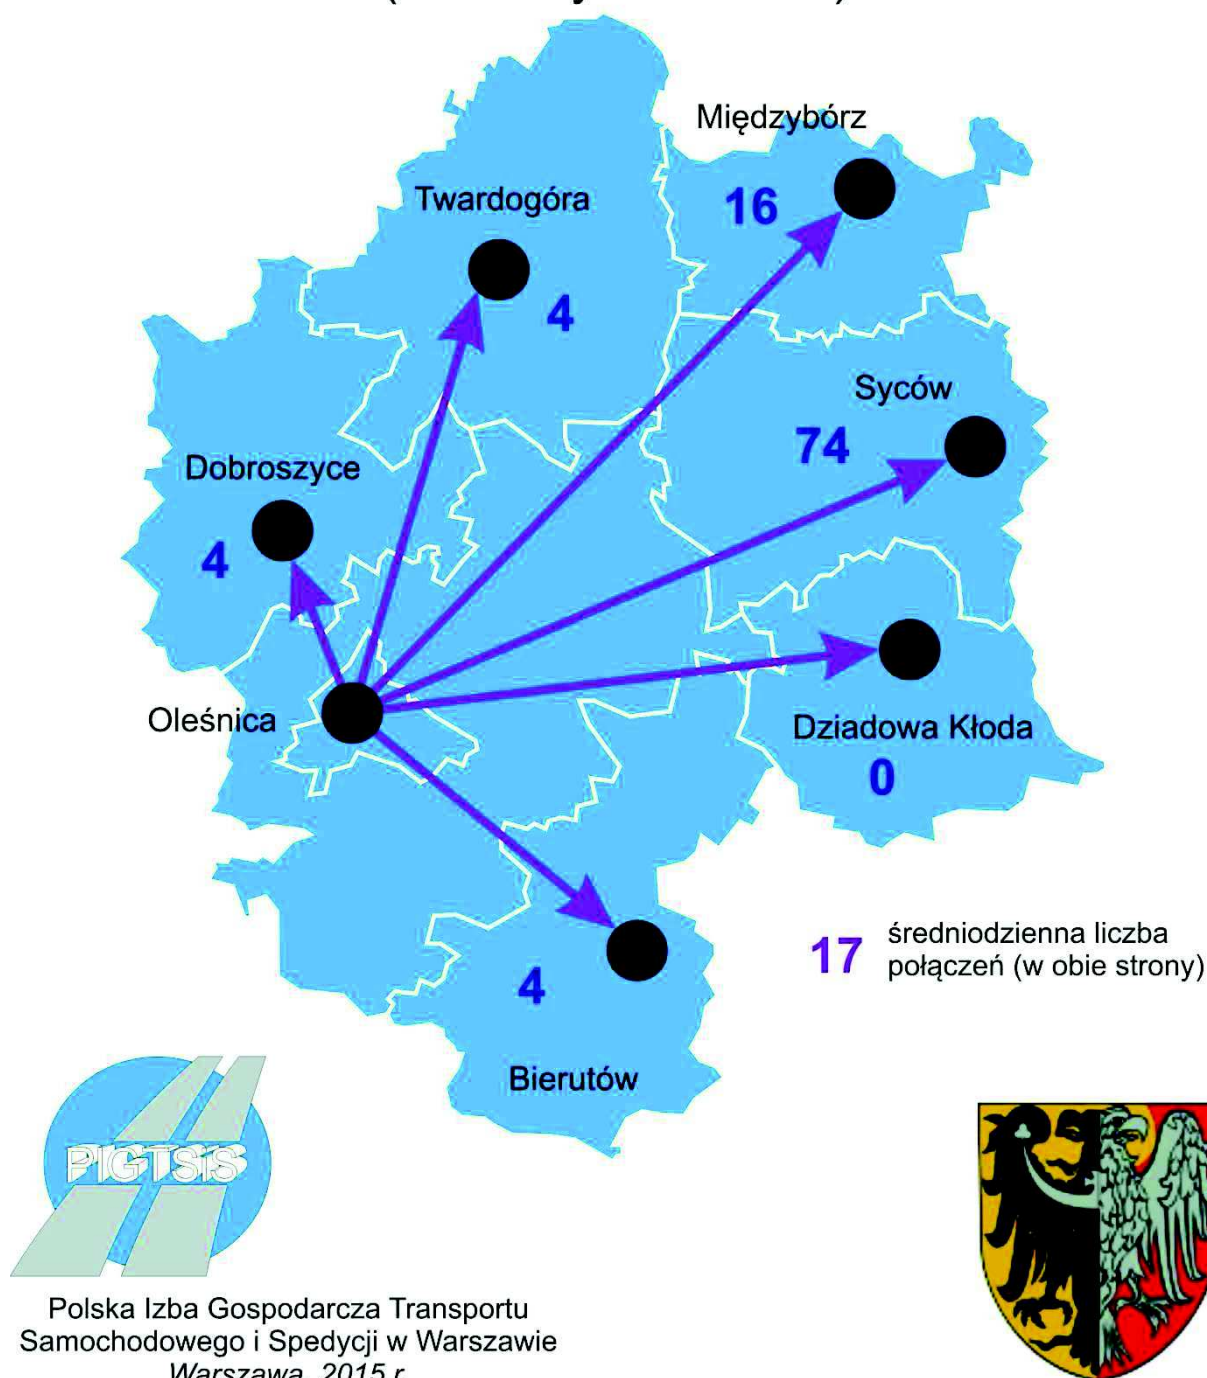 Międzybórz
16
Twardogóra
4
Syców
74
Dobroszyce
4
Oleśnica
Dziadowa Kłoda
0
17 średniodzienna liczba
połączeń (w obie strony)
4
Bierutów
PIGTSIS
Polska Izba Gospodarcza Transportu
Samochodowego i Spedycji w Warszawie
Warszawa, 2015 r.